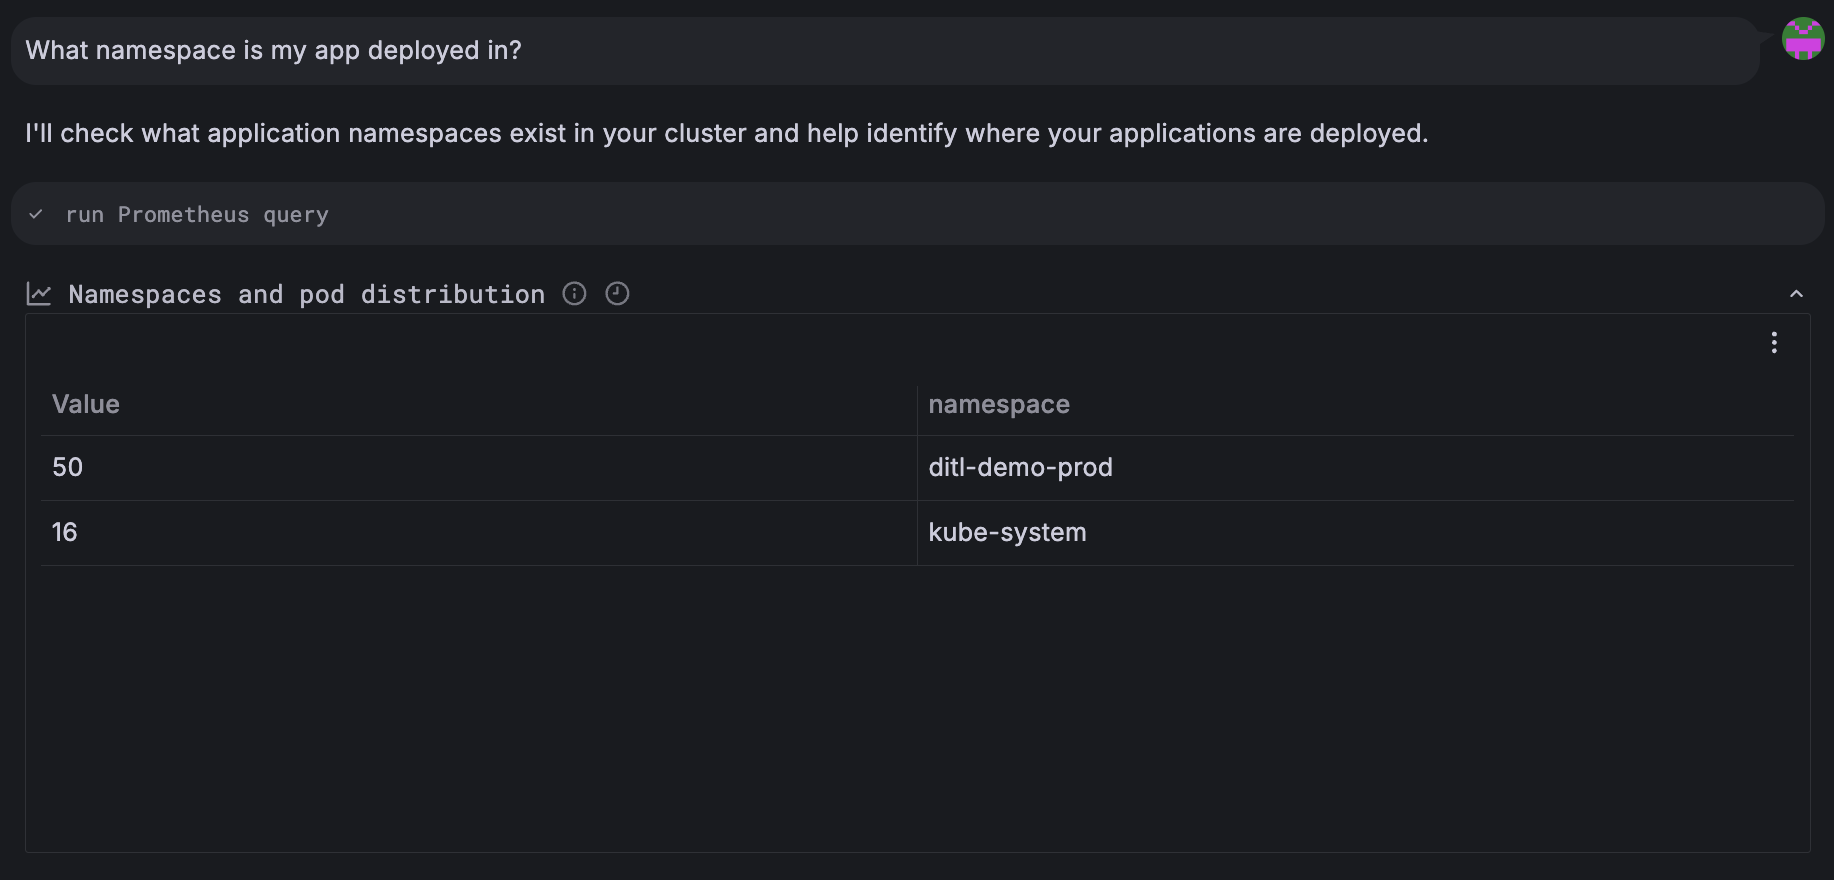 What namespace is my app deployed in?
I'll check what application namespaces exist in your cluster and help identify where your applications are deployed.
run Prometheus query
Namespaces and pod distribution
Value namespace
50 ditl-demo-prod
16 kube-system